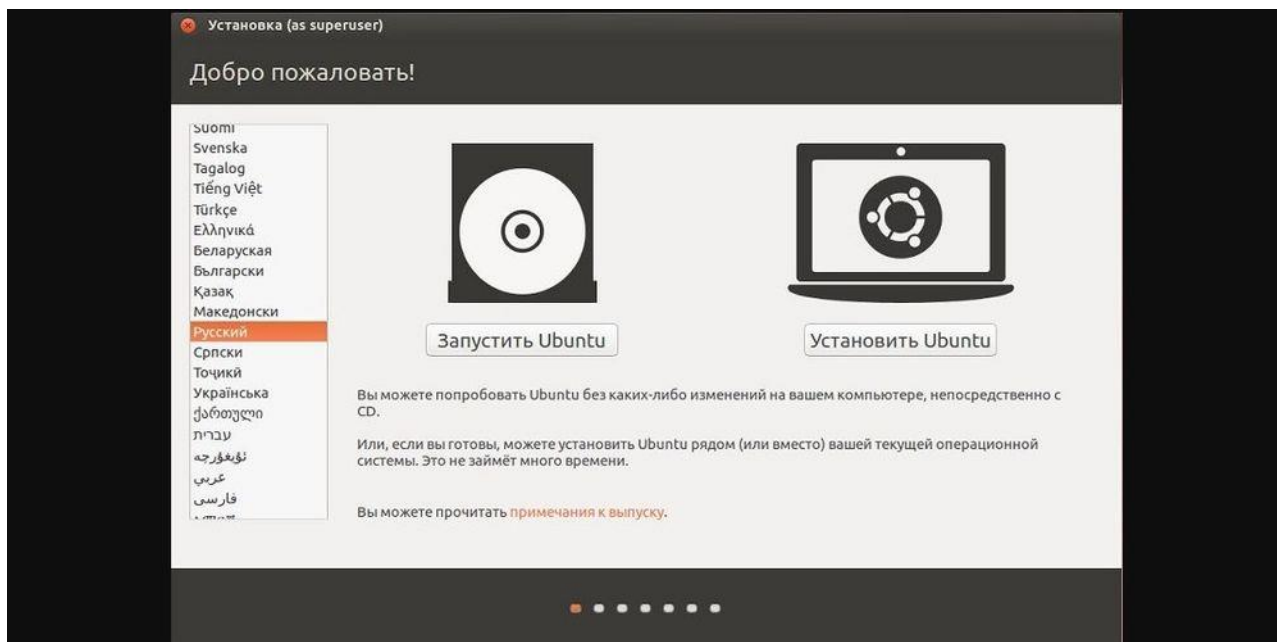 Установка (as superuser)
Добро пожаловать!
Suomi
Svenska
Tagalog
Tiếng Việt
Türkçe
Ελληνικά
Беларуская
Български
Қазақ
Македонски
Русский
Српски
Тоҷикӣ
Українська
ქართული
עברית
ئۇيغۇرچە
عربي
فارسی
Запустить Ubuntu
Установить Ubuntu
Вы можете попробовать Ubuntu без каких-либо изменений на вашем компьютере, непосредственно с
CD.
Или, если вы готовы, можете установить Ubuntu рядом (или вместо) вашей текущей операционной
системы. Это не займёт много времени.
Вы можете прочитать примечания к выпуску.